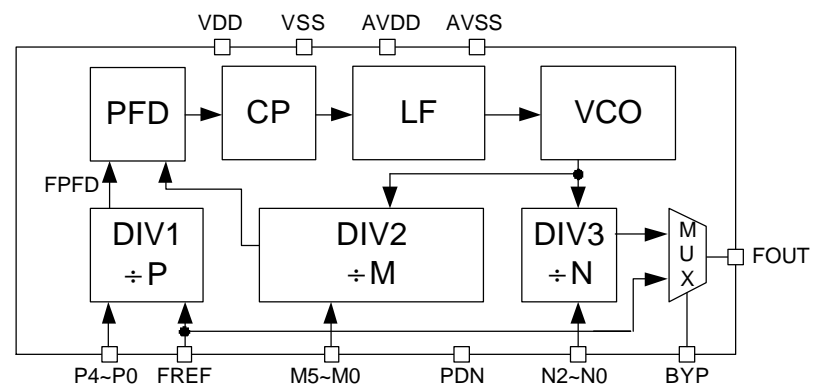 VDD VSS AVDD AVSS
PFD CP LF VCO
FPFD
DIV1 DIV2 DIV3
÷P ÷M ÷N
MUX
FOUT
P4~P0 FREF M5~M0 PDN N2~N0 BYP